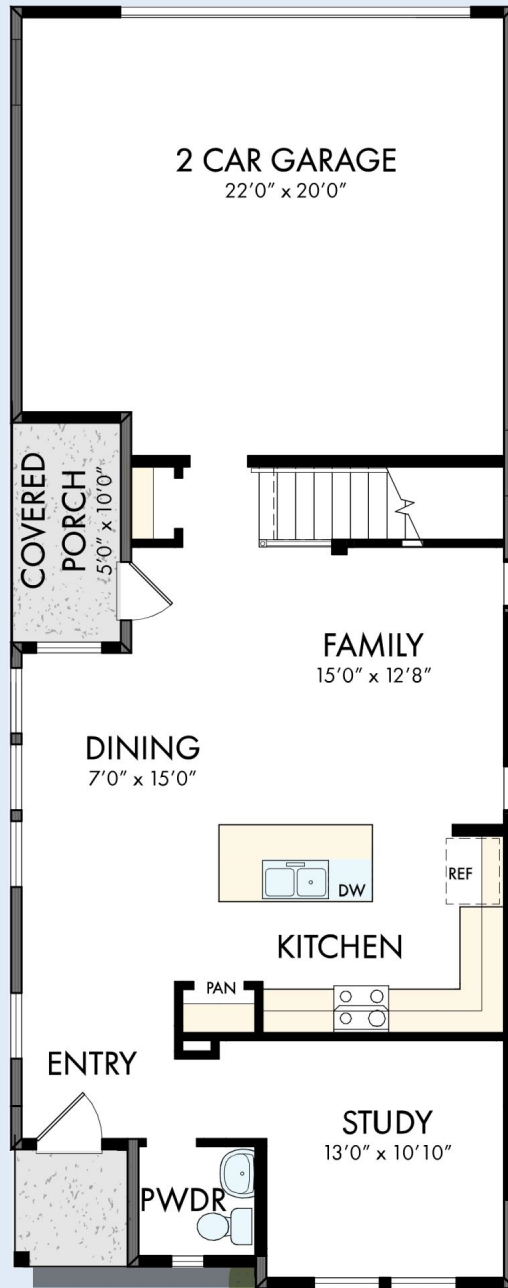 2 CAR GARAGE
22’0” x 20’0”
COVERED
PORCH
5’0” x 10’0”
FAMILY
15’0” x 12’8”
DINING
7’0” x 15’0”
REF
DW
KITCHEN
PAN
ENTRY
STUDY
13’0” x 10’10”
PWDR